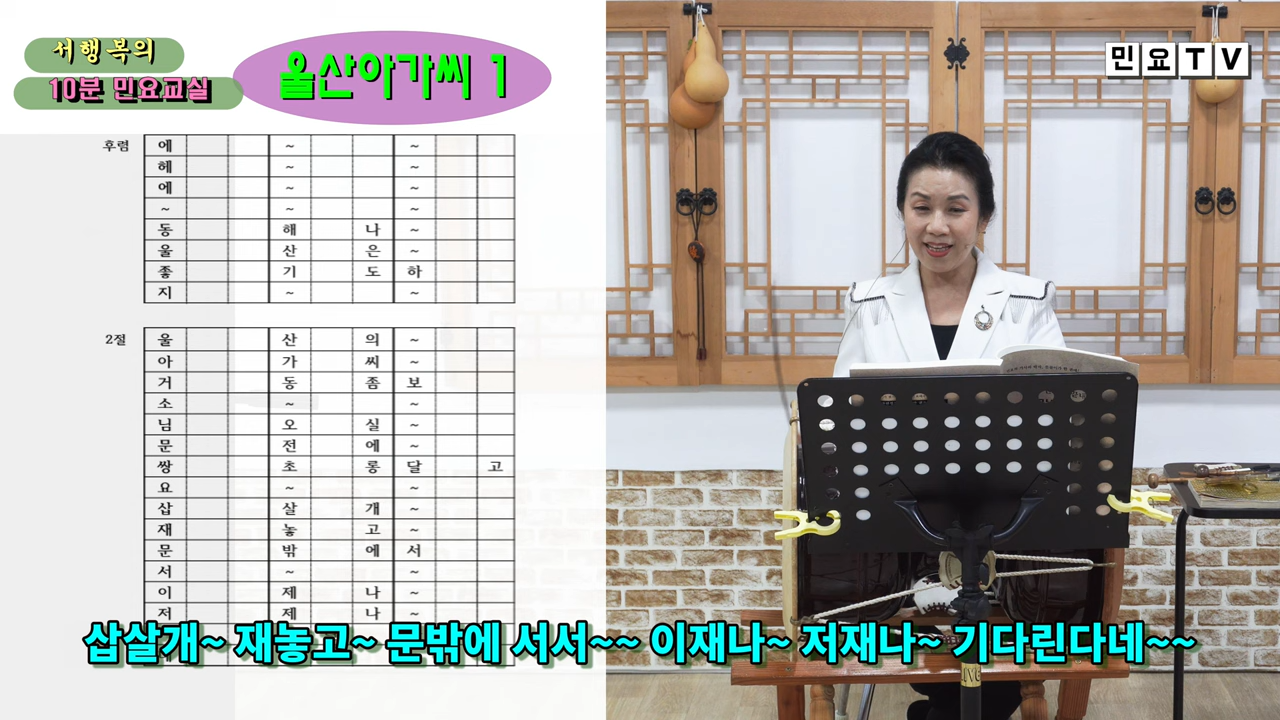 서행복의
10분 민요교실
울산아가씨 1
민요TV
후렴 에 ~ ~
헤 ~ ~
에 ~ ~
~ ~ ~
동 해 나 ~
울 산 은 ~
좋 기 도 하
지 ~ ~
2절 울 산 의 ~
아 가 씨 ~
거 동 좀 보
소 ~ ~
님 오 실
문 전 에 ~
쌍 초 롱 달 고
요 ~ ~
삽 살 개 ~
재 놓 고 ~
문 밖 에 서
서 ~ ~
이 제 나 ~
저 제 나 ~
삽살개~ 재놓고~ 문밖에 서서~~ 이재나~ 저재나~ 기다린다네~~